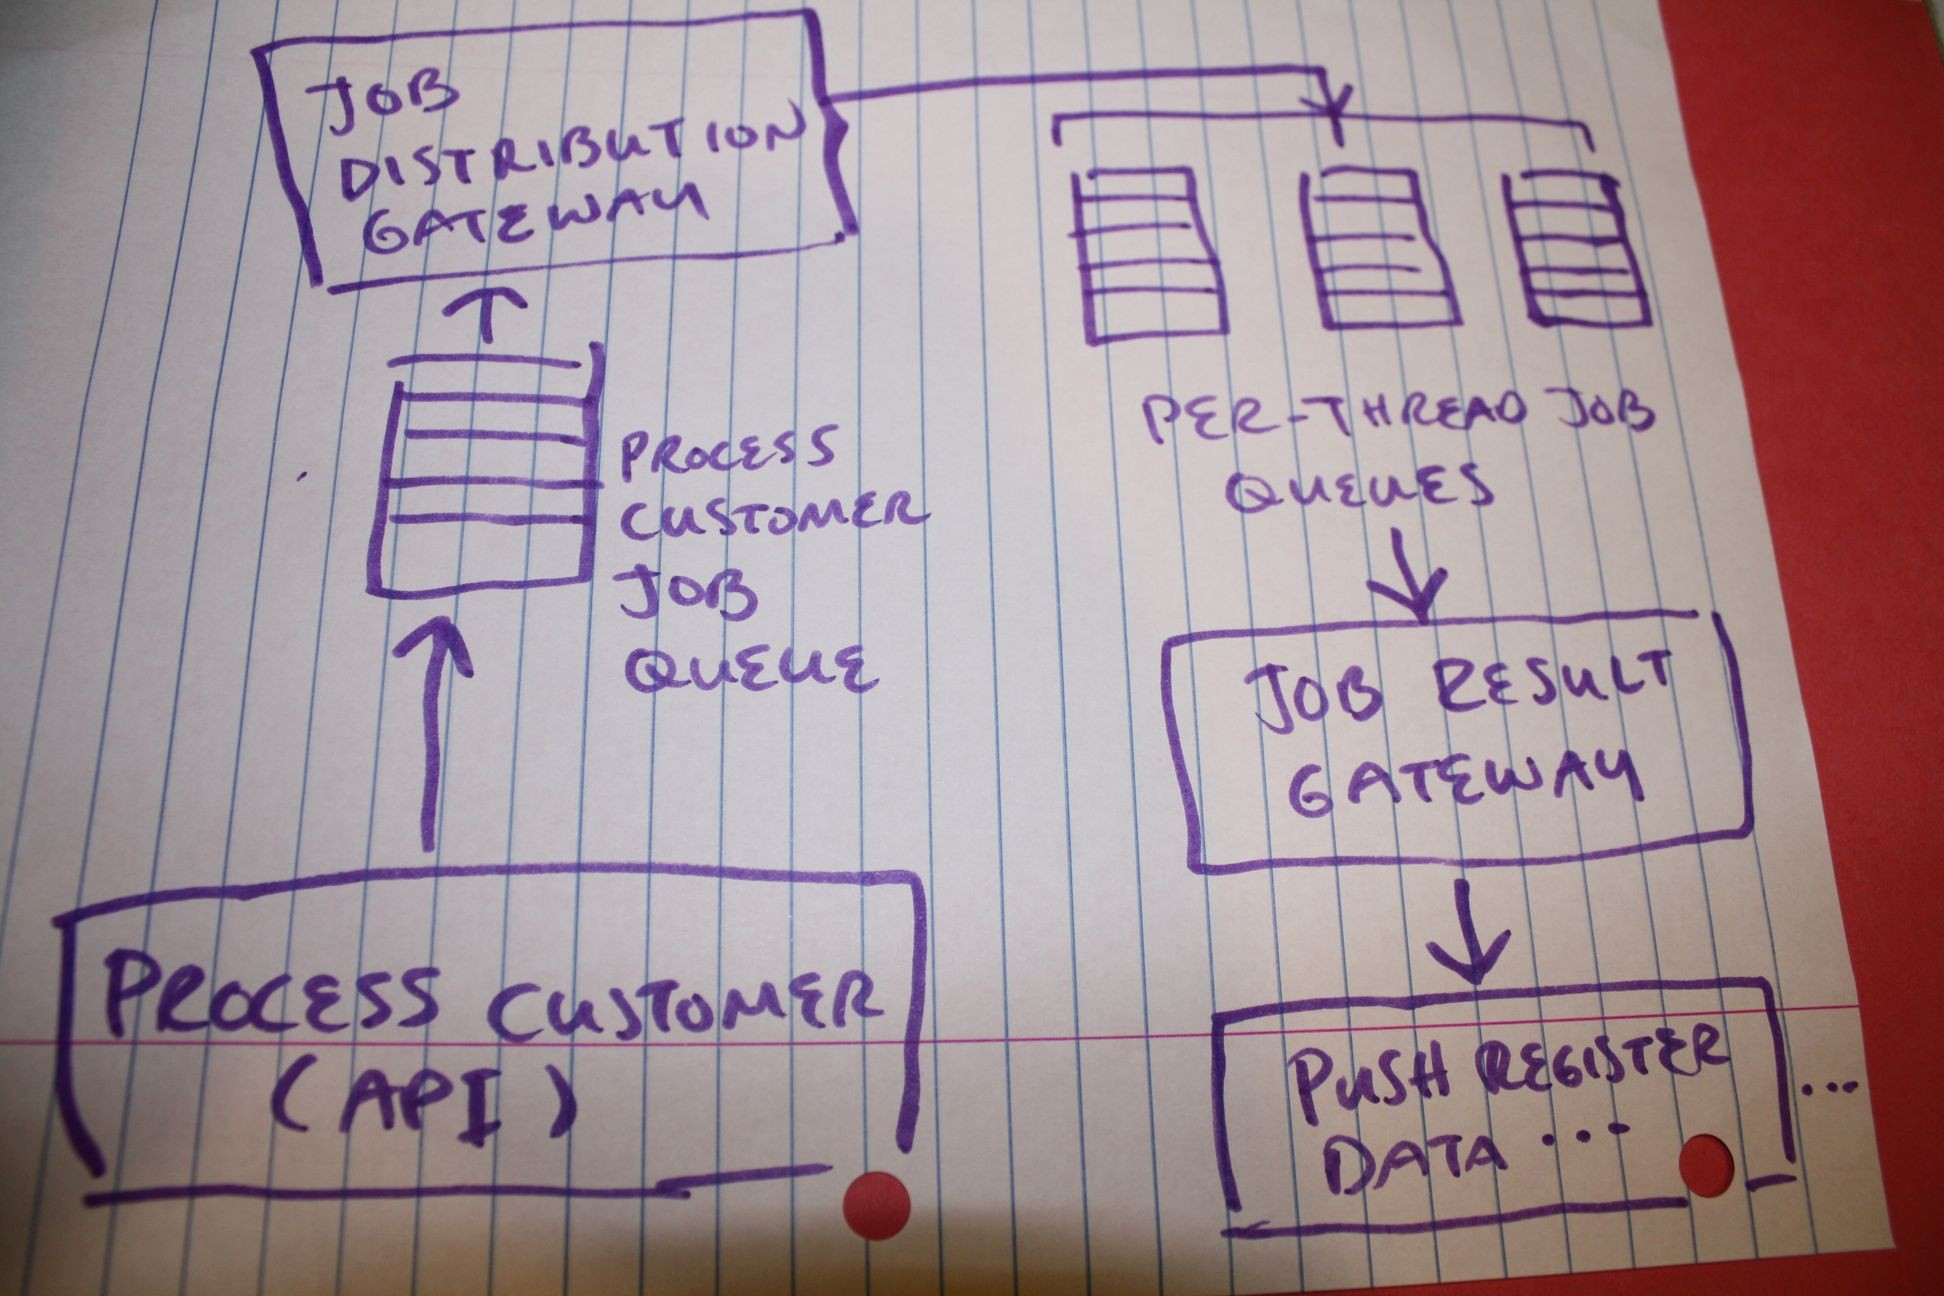 JOB
DISTRIBUTION
GATEWAY
PROCESS
CUSTOMER
JOB
QUEUE
PROCESS CUSTOMER
(API)
PER-THREAD JOB
QUEUES
JOB RESULT
GATEWAY
PUSH REGISTER
DATA ...
...